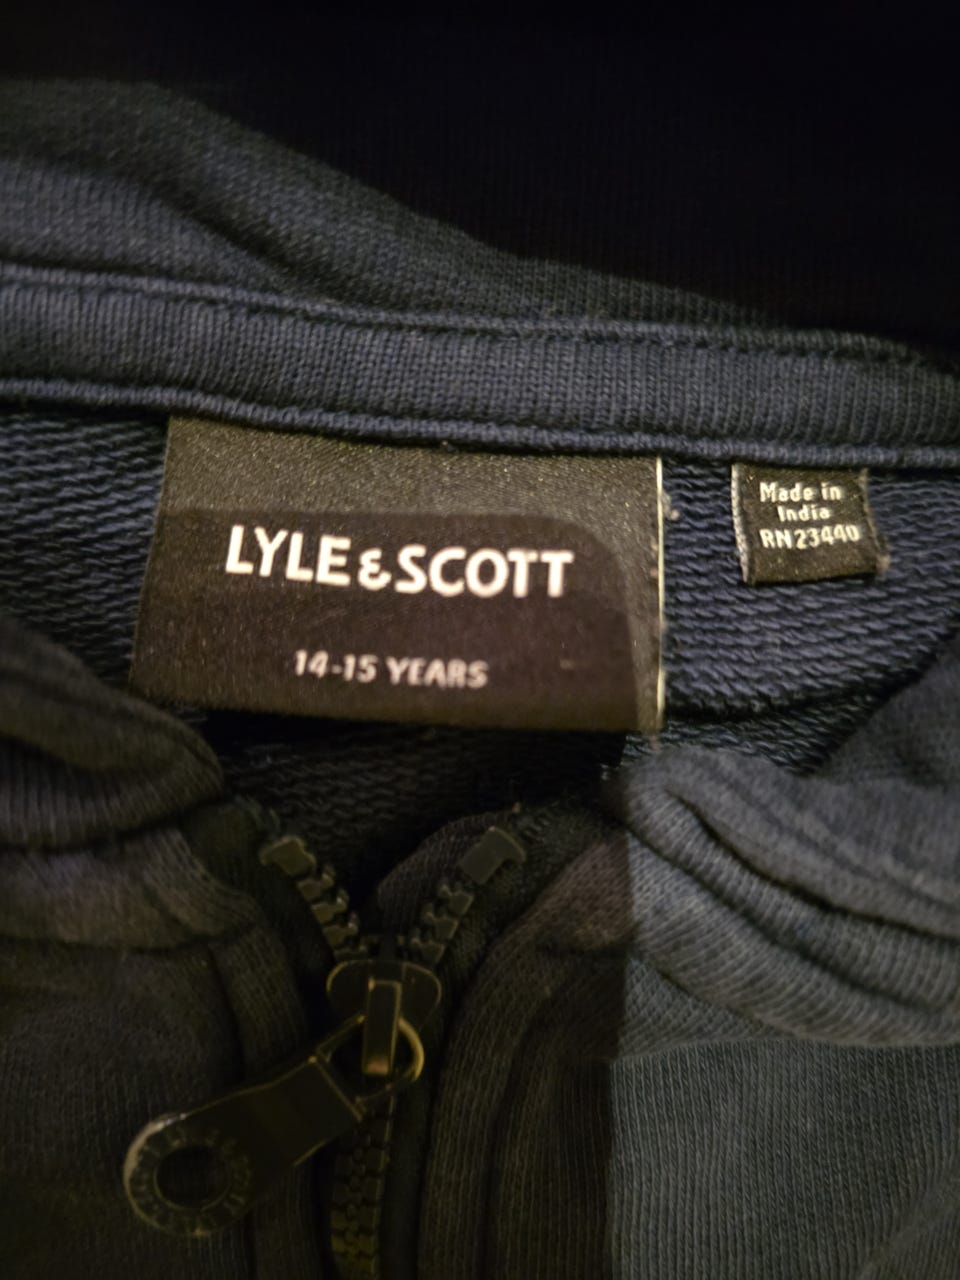 LYLE & SCOTT
14-15 YEARS
Made in
India
RN23440